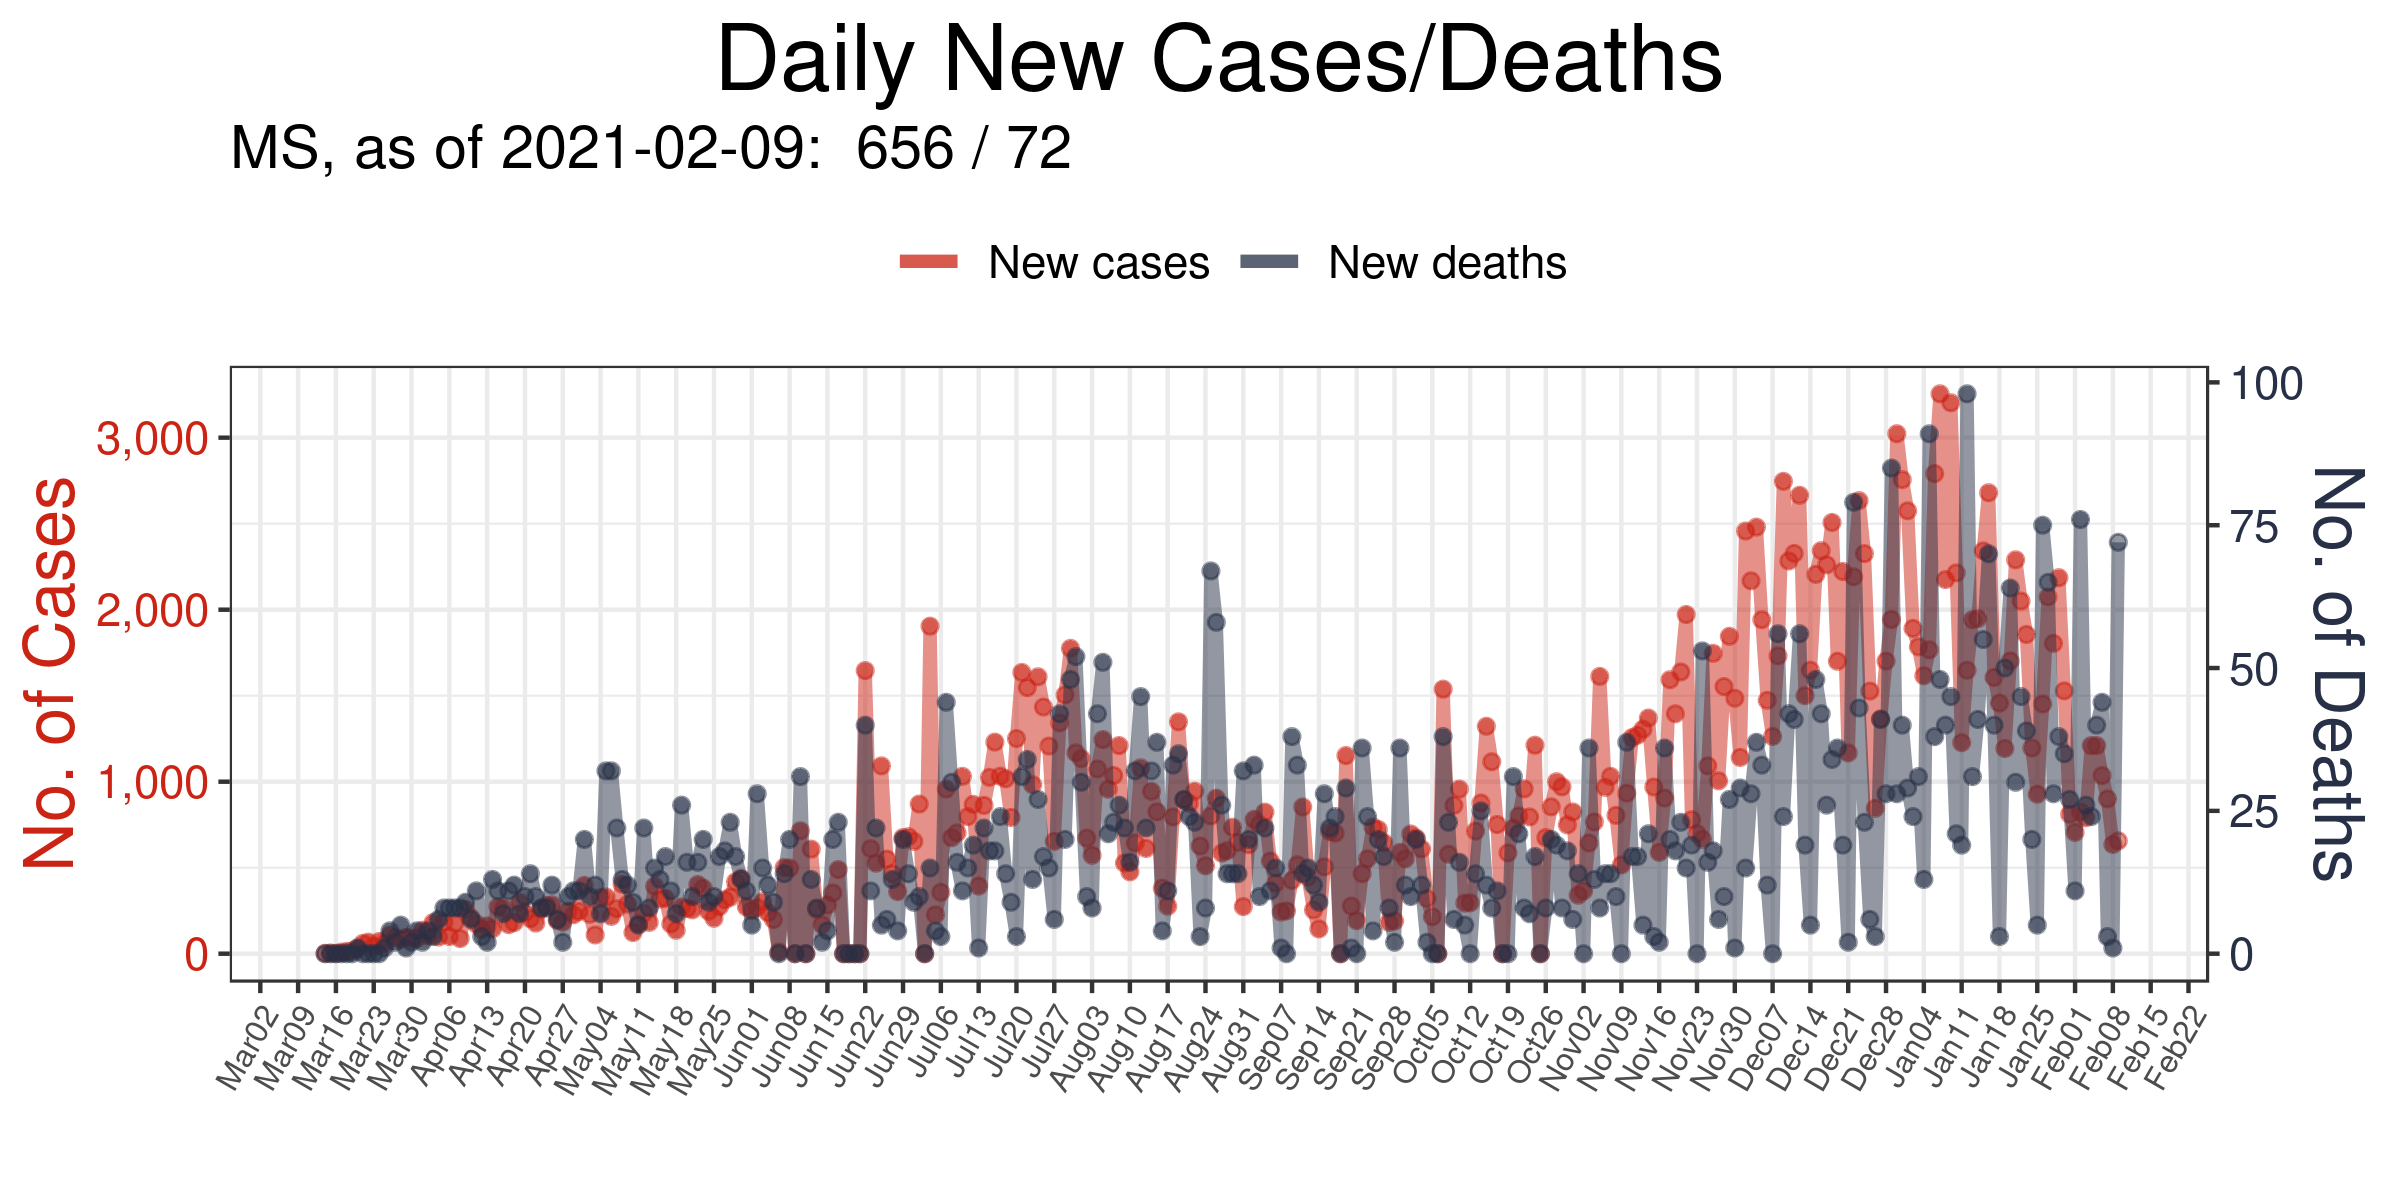 Daily New Cases/Deaths
MS, as of 2021-02-09:  656 / 72
New cases
New deaths
No. of Cases
3,000
2,000
1,000
0
100
75
50
25
0
No. of Deaths
Mar02
Mar09
Mar16
Mar23
Mar30
Apr06
Apr13
Apr20
Apr27
May04
May11
May18
May25
Jun01
Jun08
Jun15
Jun22
Jun29
Jul06
Jul13
Jul20
Jul27
Aug03
Aug10
Aug17
Aug24
Aug31
Sep07
Sep14
Sep21
Sep28
Oct05
Oct12
Oct19
Oct26
Nov02
Nov09
Nov16
Nov23
Nov30
Dec07
Dec14
Dec21
Dec28
Jan04
Jan11
Jan18
Jan25
Feb01
Feb08
Feb15
Feb22